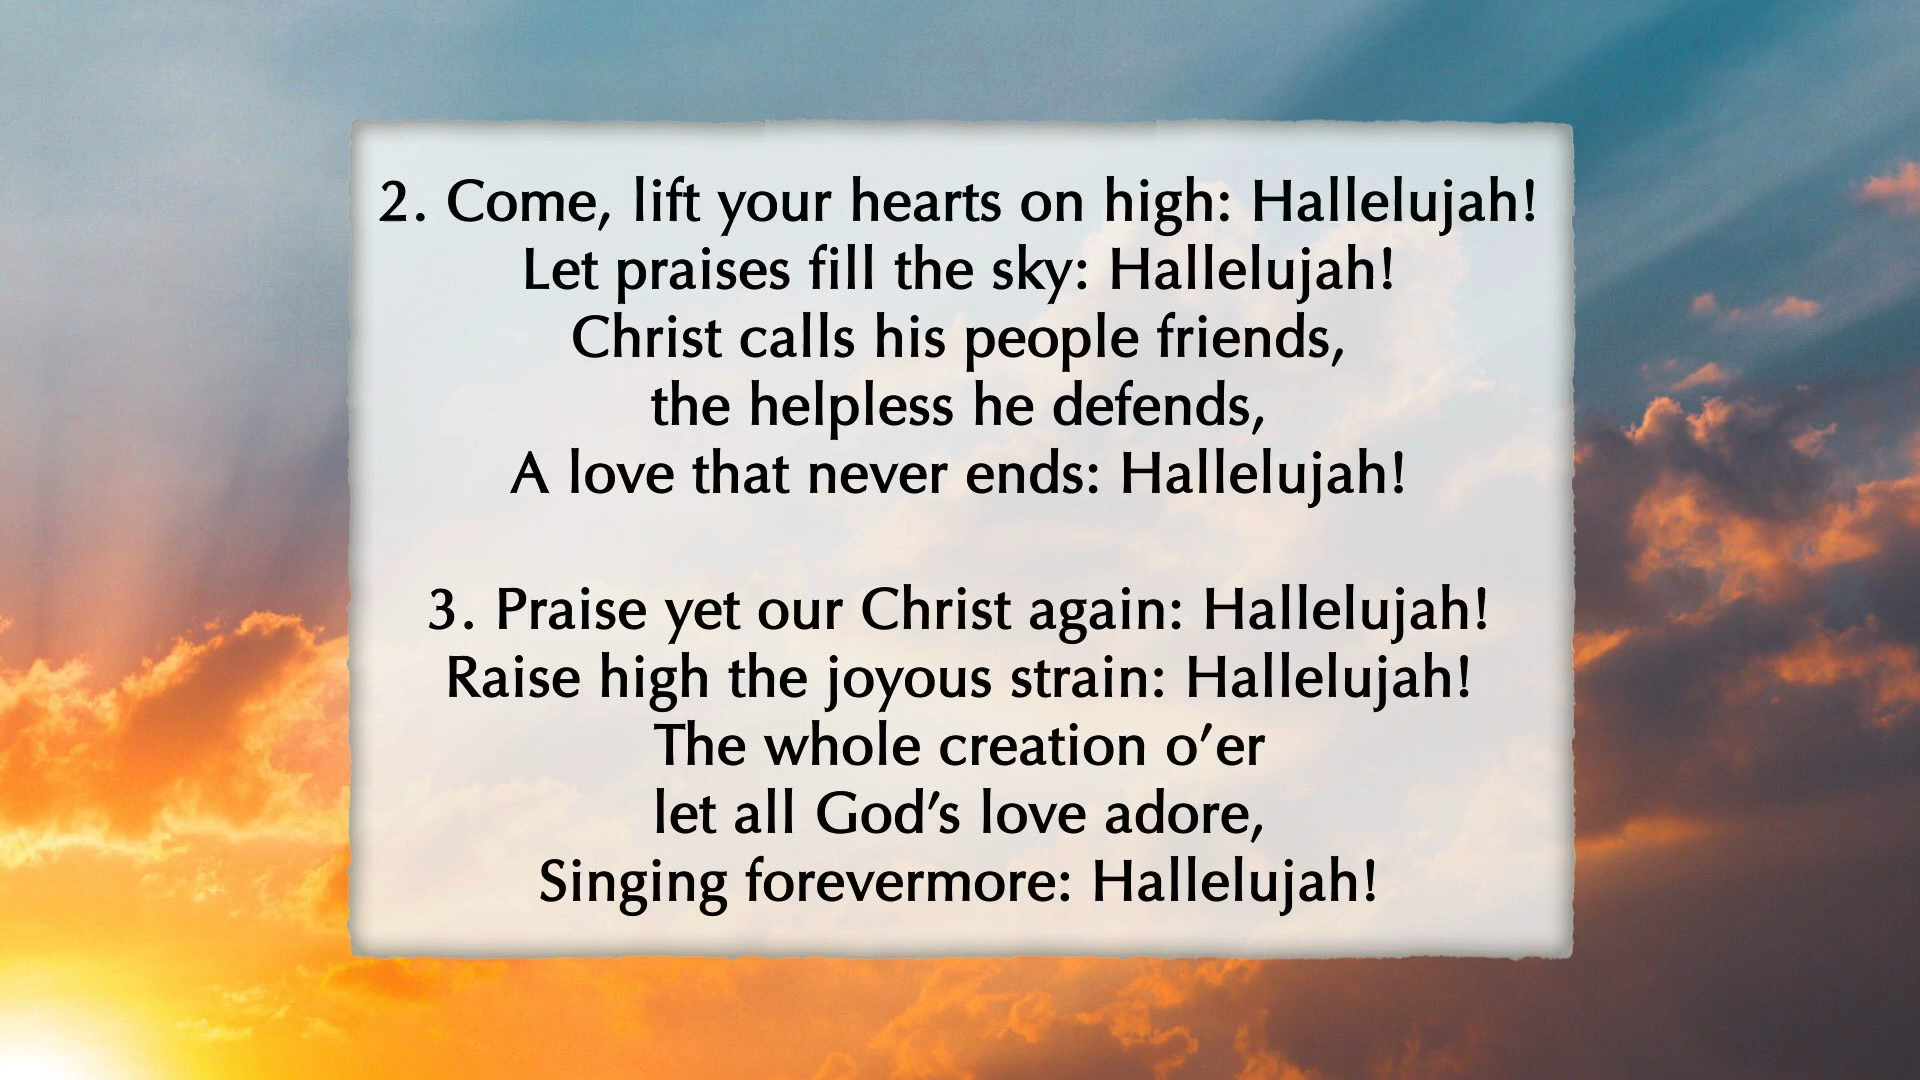 2. Come, lift your hearts on high: Hallelujah!
Let praises fill the sky: Hallelujah!
Christ calls his people friends,
the helpless he defends,
A love that never ends: Hallelujah!
3. Praise yet our Christ again: Hallelujah!
Raise high the joyous strain: Hallelujah!
The whole creation o’er
let all God’s love adore,
Singing forevermore: Hallelujah!